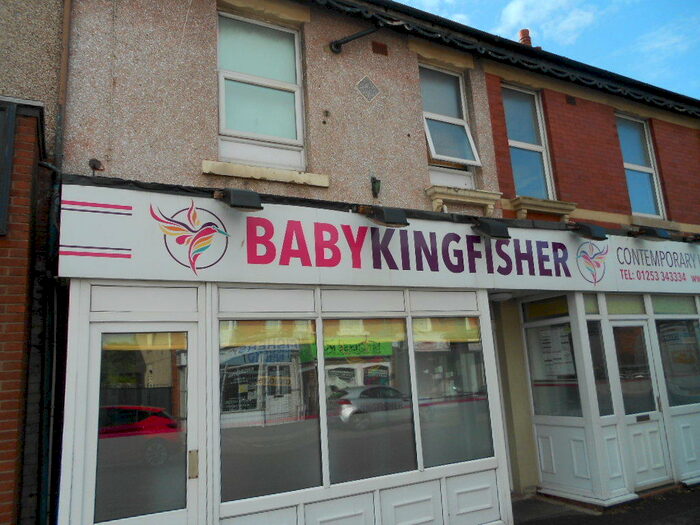 BABYKINGFISHER
CONTEMPORARY
TEL: 01253 343334